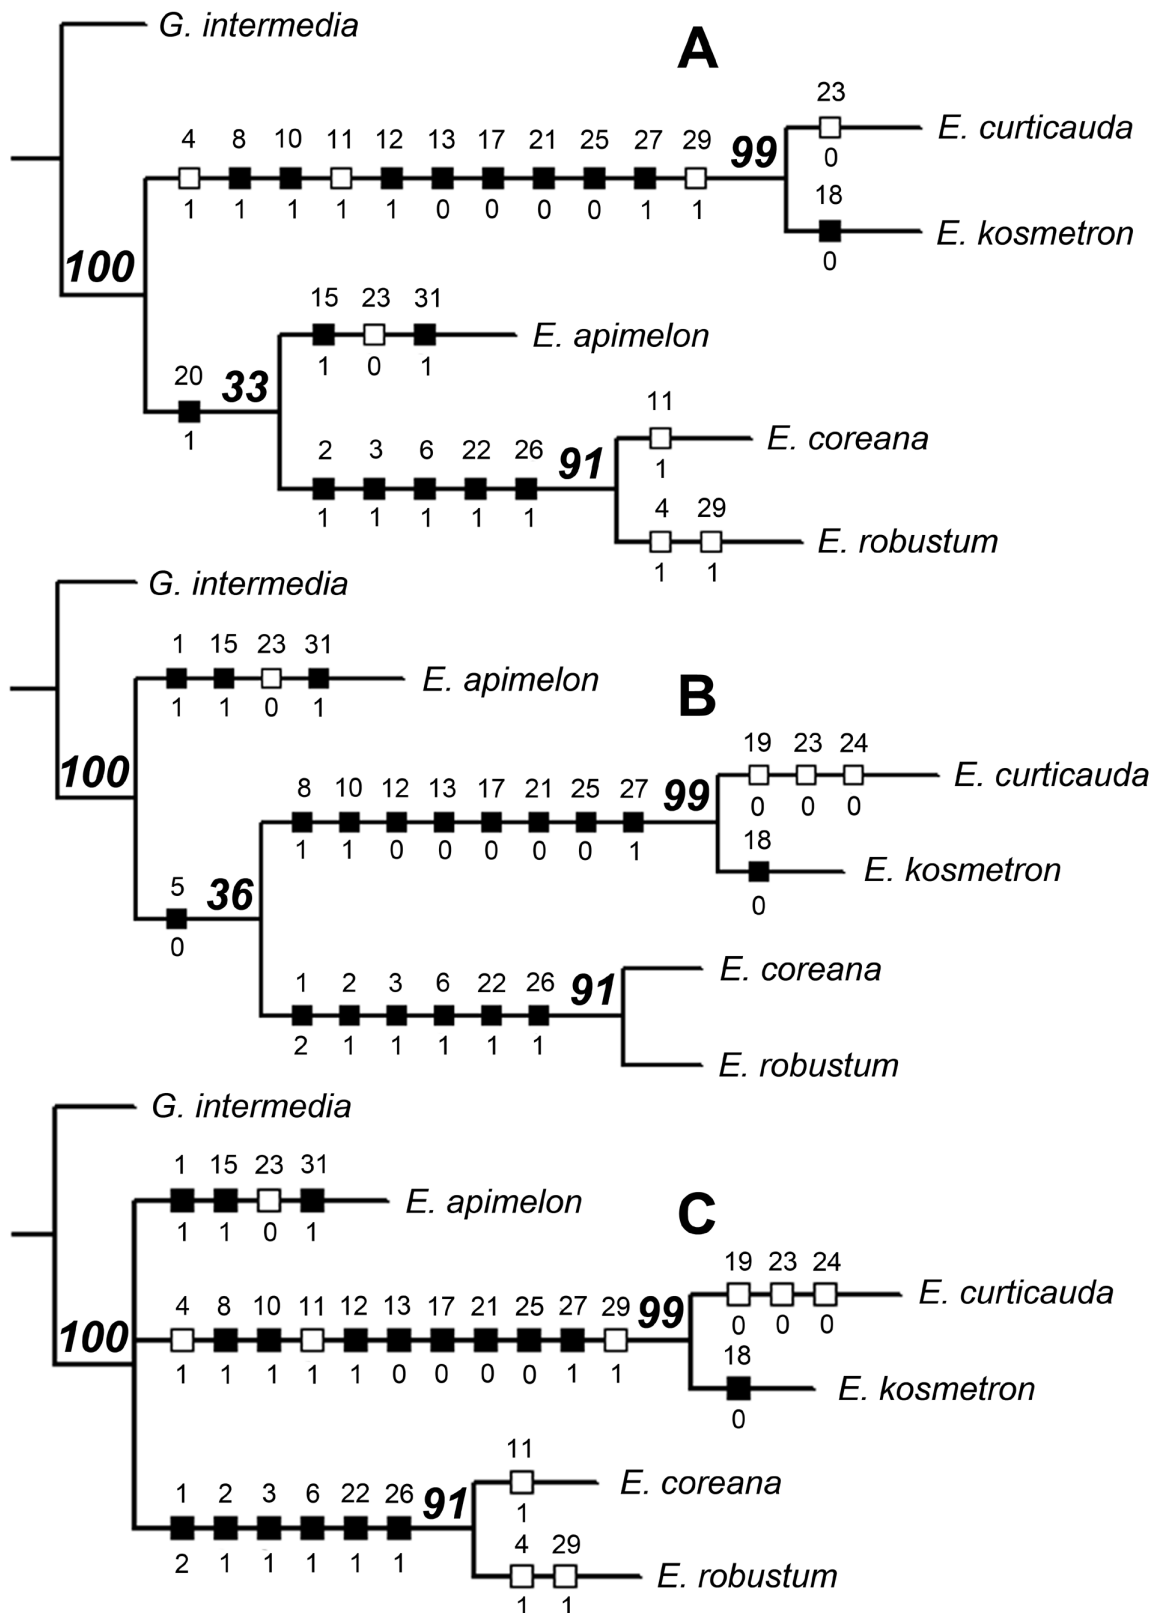 G. intermedia
A
23
E. curticauda
0
4 8 10 11 12 13 17 21 25 27 29 99
1 1 1 1 1 0 0 0 0 1 1
18
E. kosmetron
0
100
15 23 31
E. apimelon
1 0 1
20 33
1
11
E. coreana
1
2 3 6 22 26 91
1 1 1 1 1
4 29
E. robustum
1 1
G. intermedia
1 15 23 31
E. apimelon
1 1 0 1
B
100
19 23 24
E. curticauda
0 0 0
8 10 12 13 17 21 25 27 99
1 1 0 0 0 0 0 1
18
E. kosmetron
0
5 36
0
E. coreana
1 2 3 6 22 26 91
2 1 1 1 1 1
E. robustum
G. intermedia
1 15 23 31
E. apimelon
1 1 0 1
C
19 23 24
E. curticauda
0 0 0
100
4 8 10 11 12 13 17 21 25 27 29 99
1 1 1 1 1 0 0 0 0 1 1
18
E. kosmetron
0
11
E. coreana
1
1 2 3 6 22 26 91
2 1 1 1 1 1
4 29
E. robustum
1 1